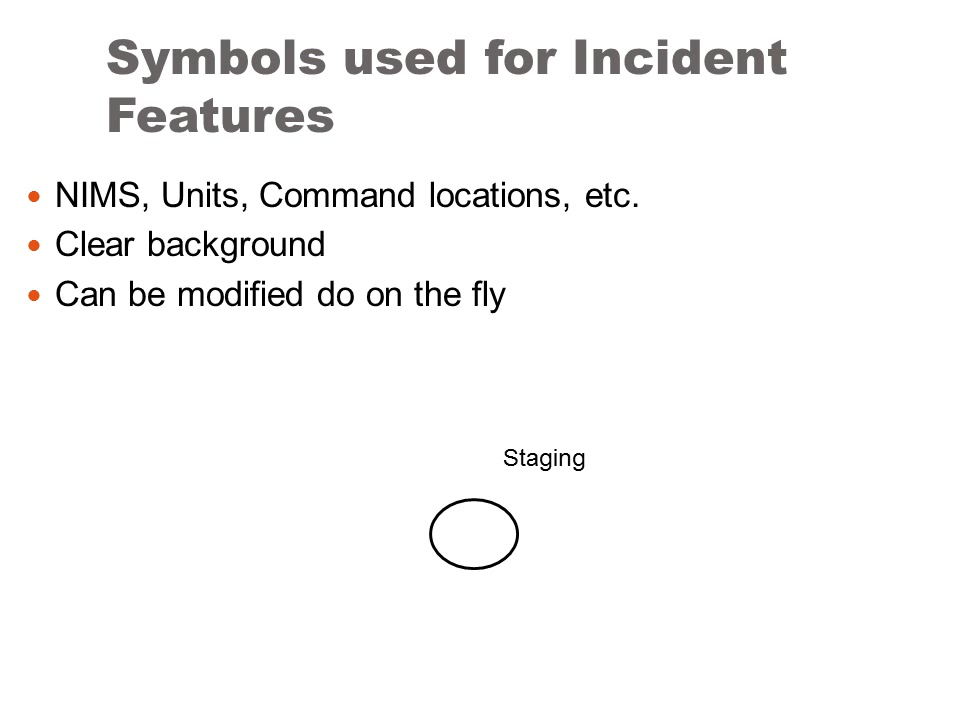 Symbols used for Incident
Features
NIMS, Units, Command locations, etc.
Clear background
Can be modified do on the fly
Staging